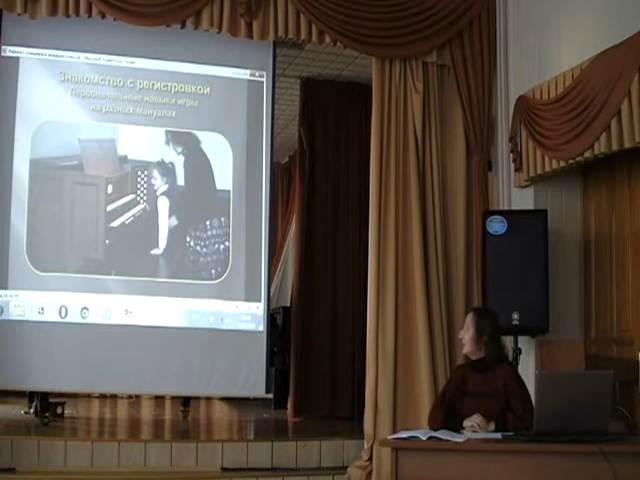 Знакомство с регистровкой
Первоначальные навыки игры
на разных мануалах